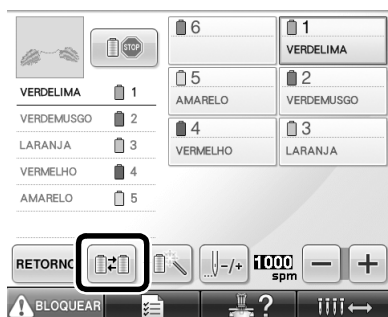 STOP
6
1
VERDELIMA
5
AMARELO
2
VERDEMUSGO
4
VERMELHO
3
LARANJA
VERDELIMA 1
VERDEMUSGO 2
LARANJA 3
VERMELHO 4
AMARELO 5
RETORNO
-/+
1000
spm
− +
BLOQUEAR
?